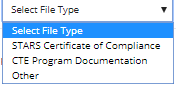 Select File Type
Select File Type
STARS Certificate of Compliance
CTE Program Documentation
Other